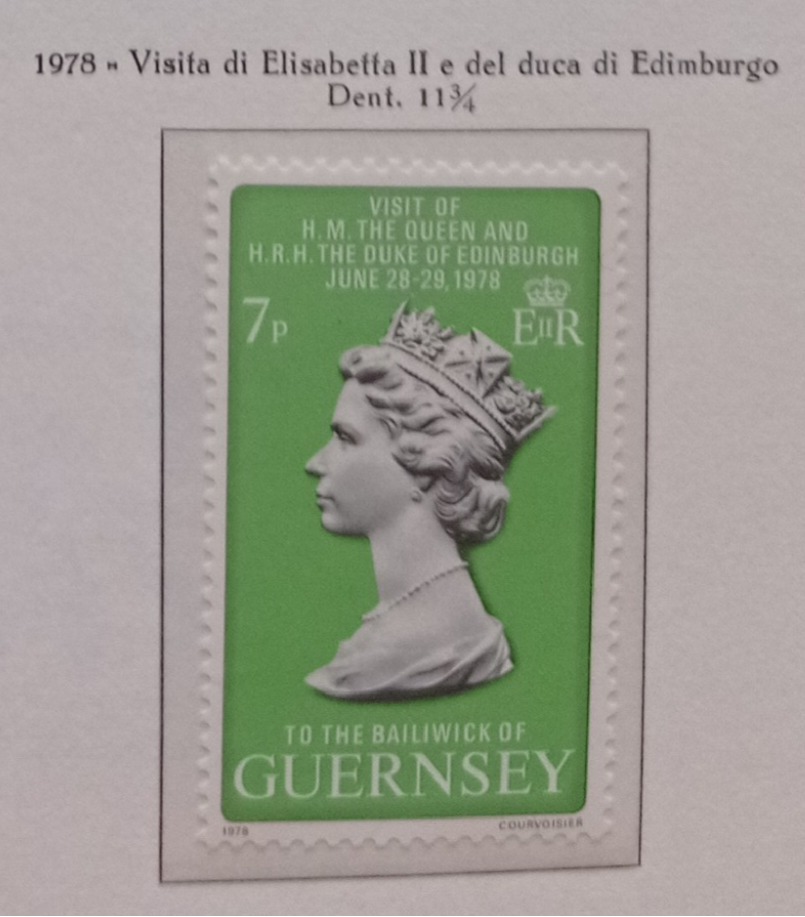 1978 - Visita di Elisabetta II e del duca di Edimburgo
Dent. 11¾
VISIT OF
H.M. THE QUEEN AND
H.R.H. THE DUKE OF EDINBURGH
JUNE 28-29, 1978
7p
EIIR
TO THE BAILIWICK OF
GUERNSEY
1978
COURVOISIER